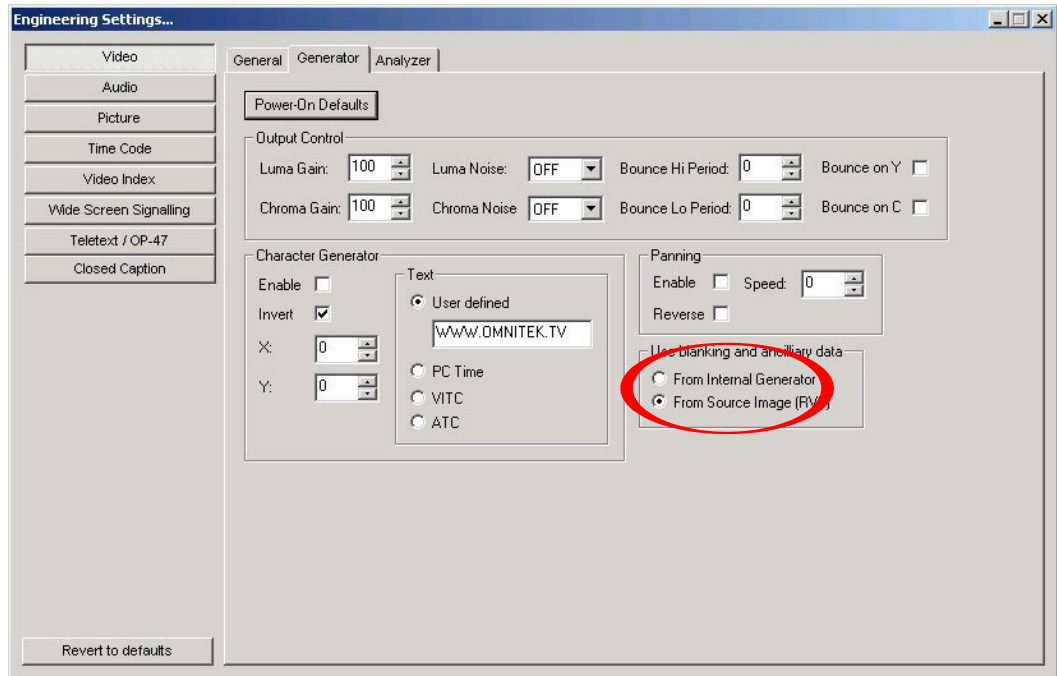 Engineering Settings...
Video
Audio
Picture
Time Code
Video Index
Wide Screen Signalling
Teletext / OP-47
Closed Caption
Revert to defaults
General Generator Analyzer
Power-On Defaults
Output Control
Luma Gain: 100 Luma Noise: OFF Bounce Hi Period: 0 Bounce on Y
Chroma Gain: 100 Chroma Noise OFF Bounce Lo Period: 0 Bounce on C
Character Generator
Enable
Invert
X: 0
Y: 0
Text
User defined
WWW.OMNITEK.TV
PC Time
VITC
ATC
Panning
Enable Speed: 0
Reverse
Use blanking and ancilliary data
From Internal Generator
From Source Image